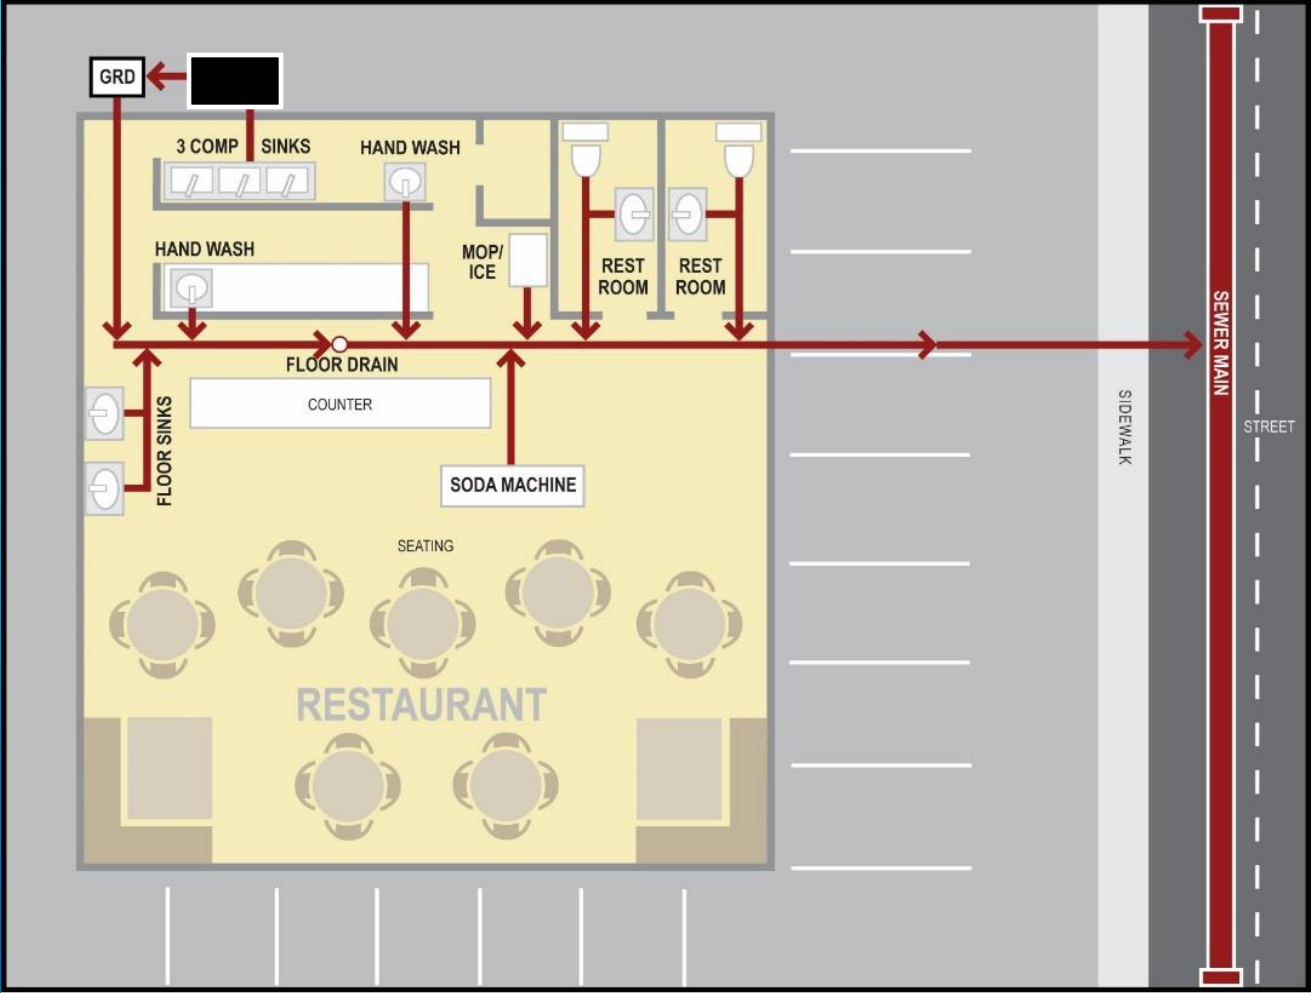 GRD
3 COMP SINKS
HAND WASH
HAND WASH
MOP/
ICE
REST
ROOM
REST
ROOM
FLOOR DRAIN
COUNTER
FLOOR SINKS
SODA MACHINE
SEATING
RESTAURANT
SIDEWALK
SEWER MAIN
STREET